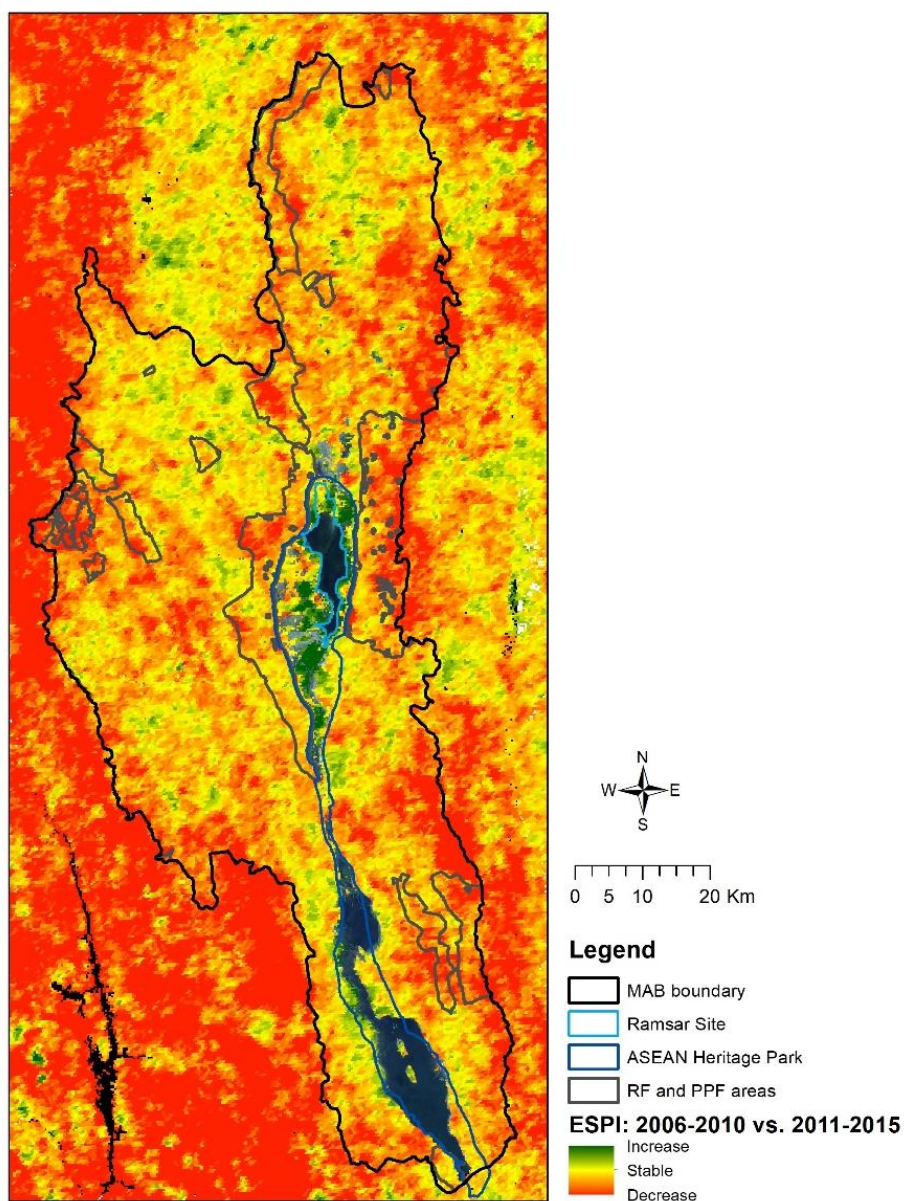 N
W E
S
0 5 10 20 Km
Legend
MAB boundary
Ramsar Site
ASEAN Heritage Park
RF and PPF areas
ESPI: 2006-2010 vs. 2011-2015
Increase
Stable
Decrease